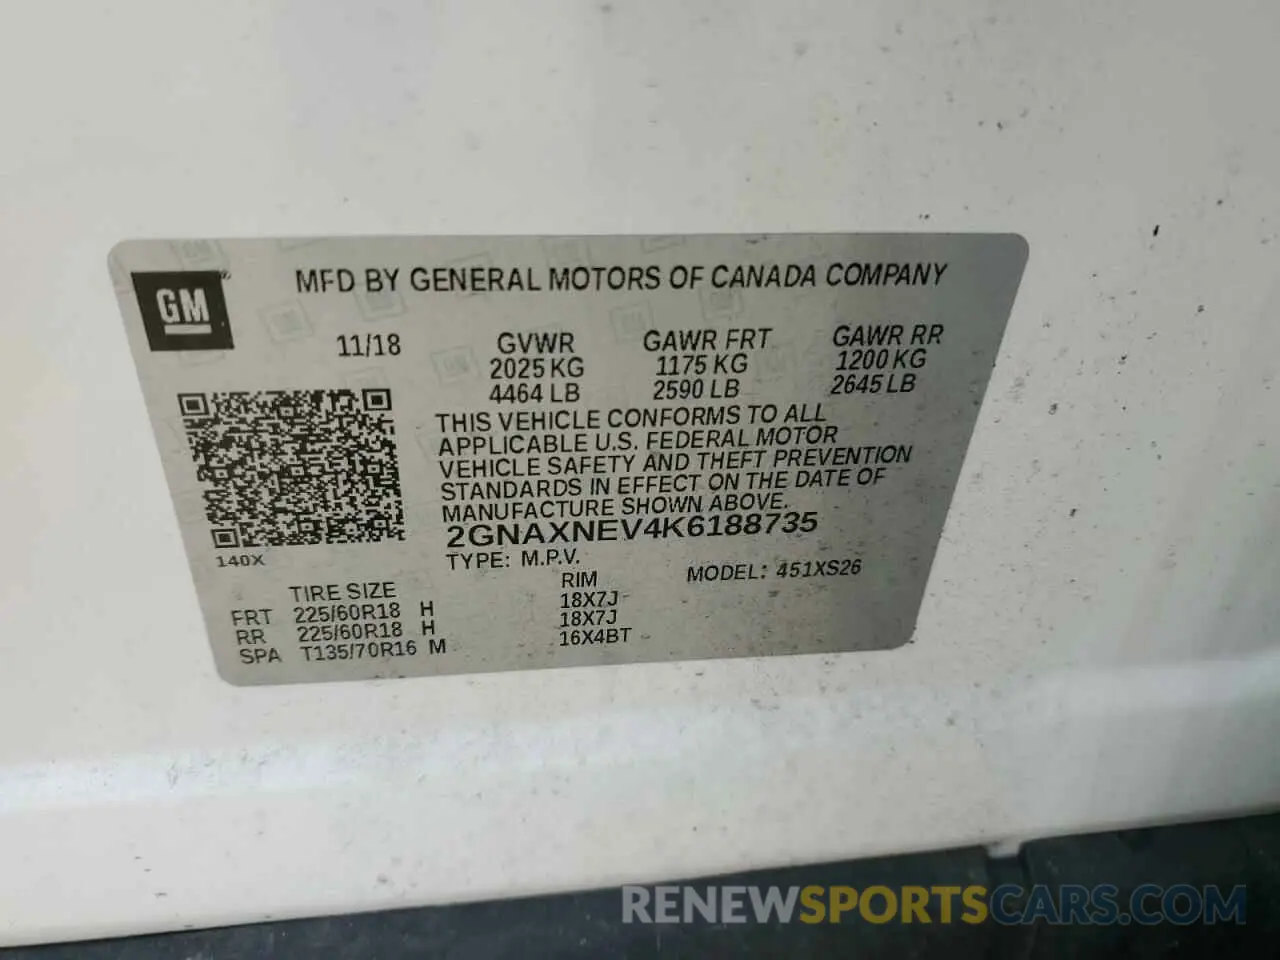 GM
MFD BY GENERAL MOTORS OF CANADA COMPANY
11/18 GVWR GAWR FRT GAWR RR
2025 KG 1175 KG 1200 KG
4464 LB 2590 LB 2645 LB
THIS VEHICLE CONFORMS TO ALL
APPLICABLE U.S. FEDERAL MOTOR
VEHICLE SAFETY AND THEFT PREVENTION
STANDARDS IN EFFECT ON THE DATE OF
MANUFACTURE SHOWN ABOVE.
2GNAXNEV4K6188735
140X
TYPE: M.P.V. MODEL: 451XS26
TIRE SIZE RIM
FRT 225/60R18 H 18X7J
RR 225/60R18 H 18X7J
SPA T135/70R16 M 16X4BT
RENEWSPORTSCARS.COM